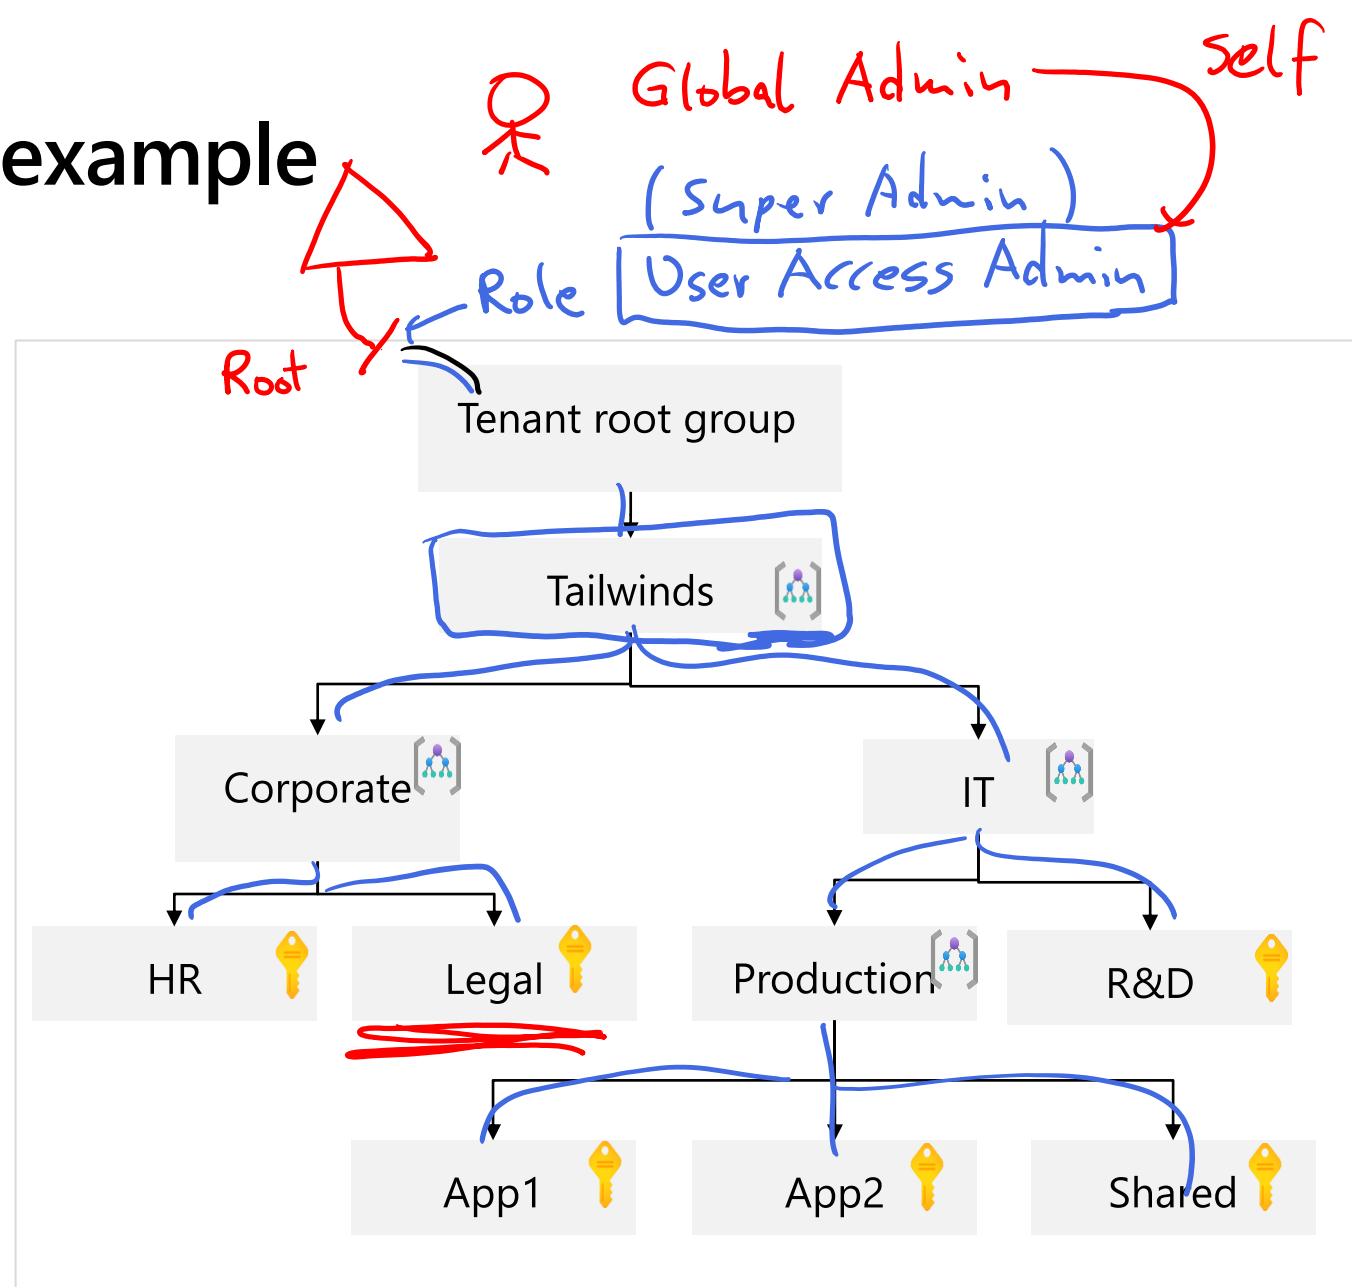 self
Global Admin
example
(Super Admin)
Role
User Access Admin
Root
Tenant root group
Tailwinds
Corporate
IT
HR
Legal
Production
R&D
App1
App2
Shared